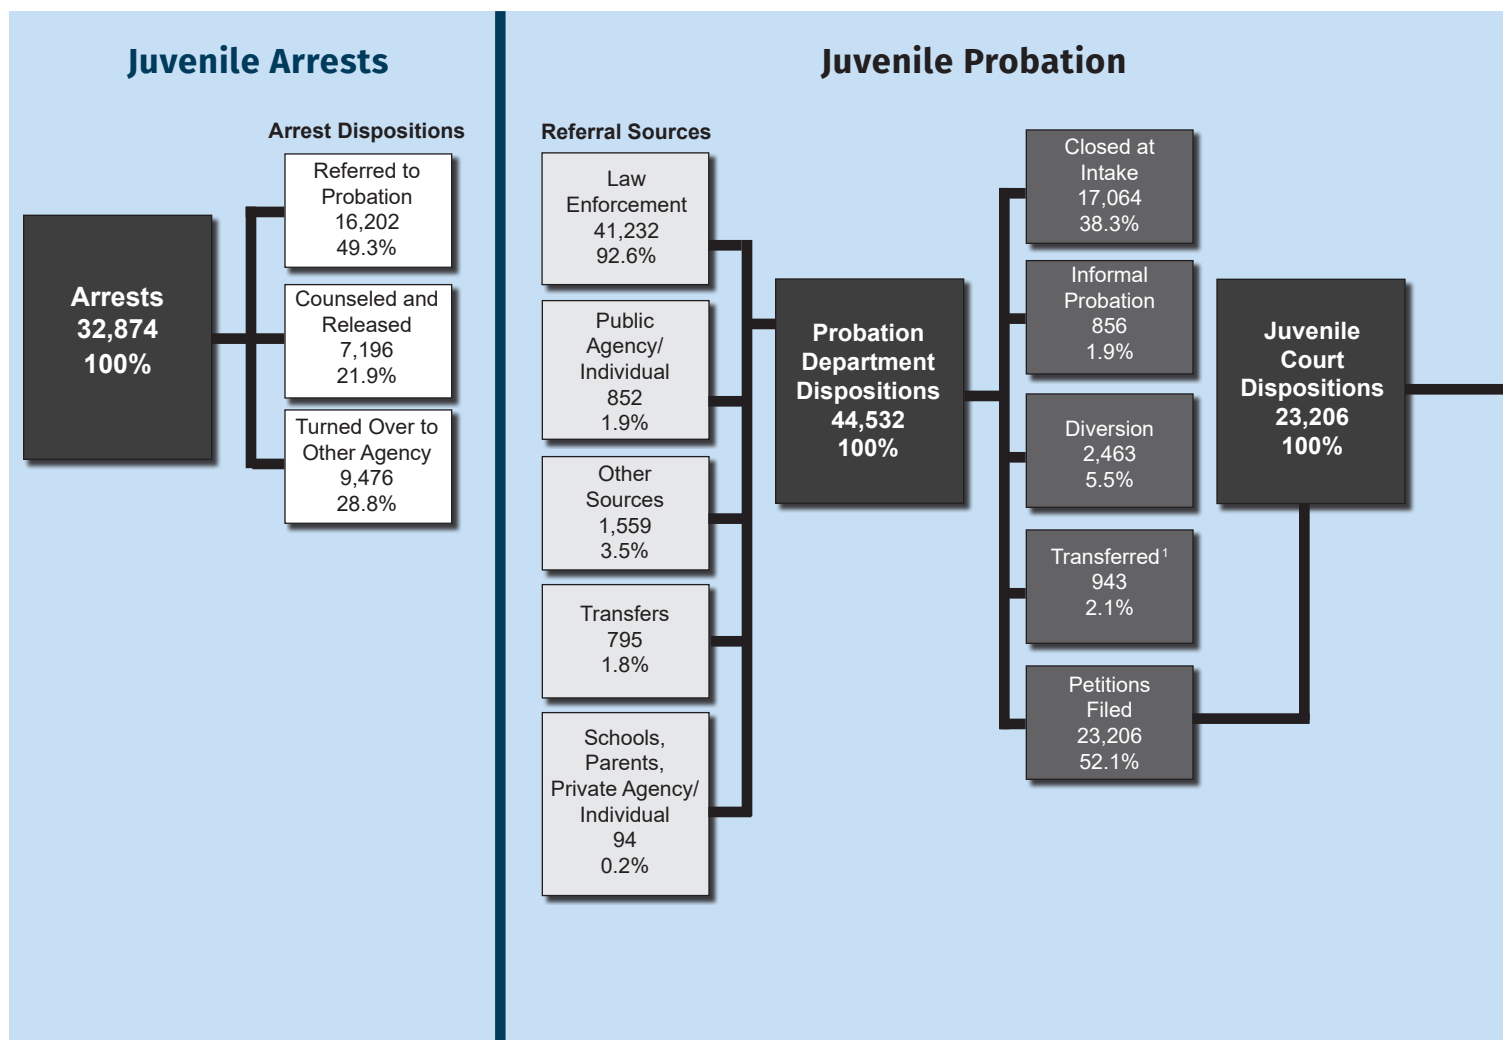 Juvenile Arrests
Arrest Dispositions
Arrests
32,874
100%
Referred to
Probation
16,202
49.3%
Counseled and
Released
7,196
21.9%
Turned Over to
Other Agency
9,476
28.8%
Juvenile Probation
Referral Sources
Law
Enforcement
41,232
92.6%
Public
Agency/
Individual
852
1.9%
Other
Sources
1,559
3.5%
Transfers
795
1.8%
Schools,
Parents,
Private Agency/
Individual
94
0.2%
Probation
Department
Dispositions
44,532
100%
Closed at
Intake
17,064
38.3%
Informal
Probation
856
1.9%
Diversion
2,463
5.5%
Transferred¹
943
2.1%
Petitions
Filed
23,206
52.1%
Juvenile
Court
Dispositions
23,206
100%